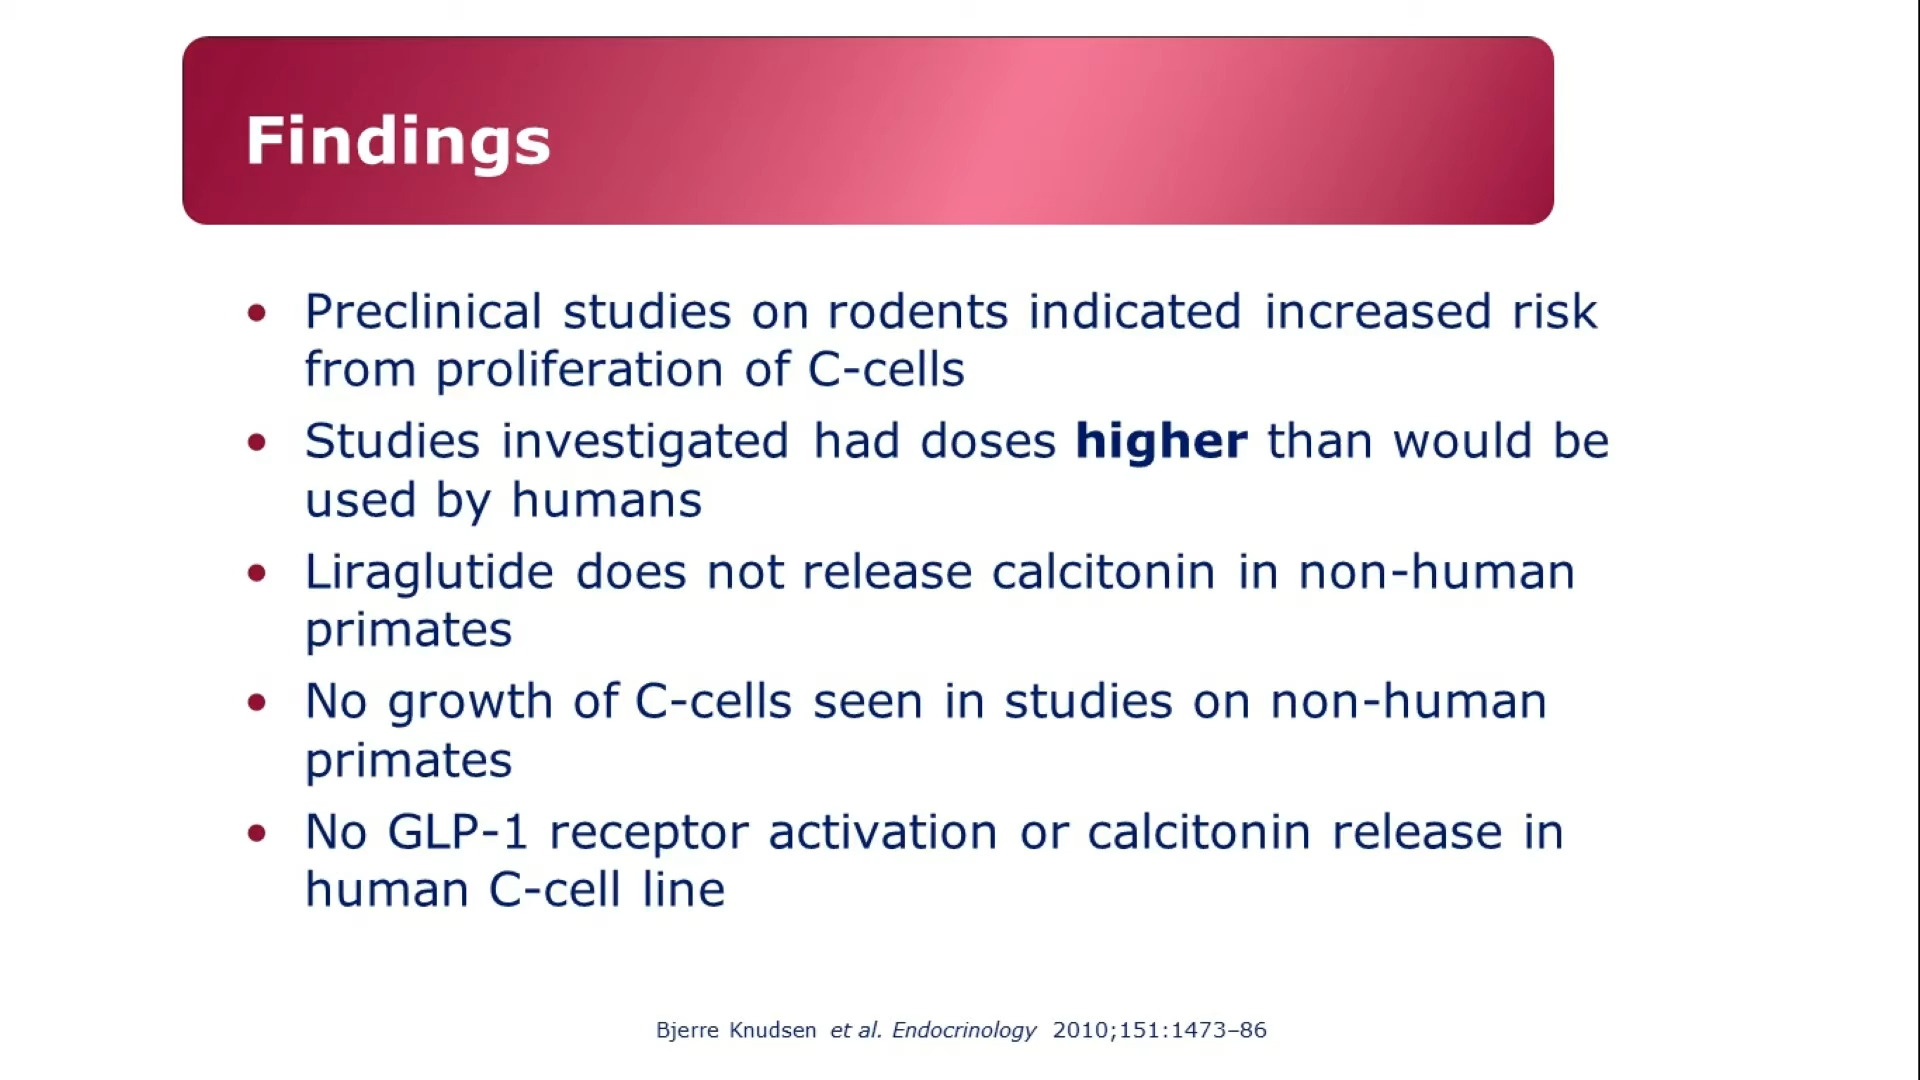 Findings
• Preclinical studies on rodents indicated increased risk
from proliferation of C-cells
• Studies investigated had doses higher than would be
used by humans
• Liraglutide does not release calcitonin in non-human
primates
• No growth of C-cells seen in studies on non-human
primates
• No GLP-1 receptor activation or calcitonin release in
human C-cell line
Bjerre Knudsen et al. Endocrinology 2010;151:1473–86